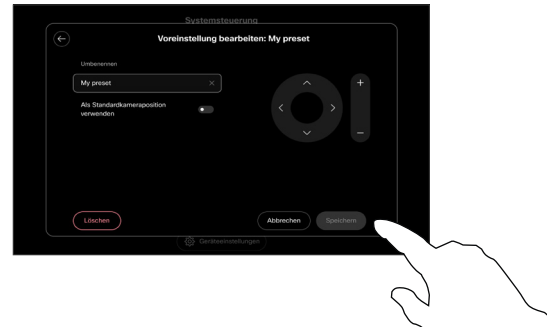 Systemsteuerung
Voreinstellung bearbeiten: My preset
Umbenennen
My preset
Als Standardkameraposition
verwenden
Löschen
Abbrechen
Speichern
Geräteeinstellungen